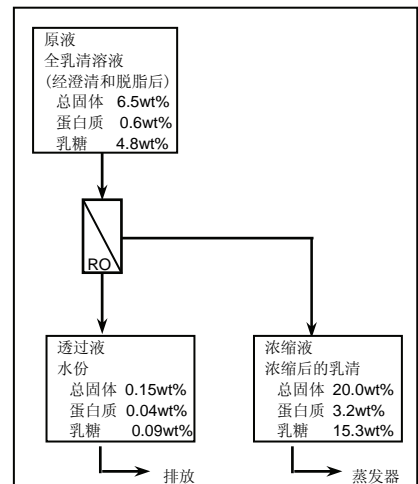 原液
全乳清溶液
(经澄清和脱脂后)
总固体 6.5wt%
蛋白质 0.6wt%
乳糖 4.8wt%
RO
透过液
水份
总固体 0.15wt%
蛋白质 0.04wt%
乳糖 0.09wt%
排放
浓缩液
浓缩后的乳清
总固体 20.0wt%
蛋白质 3.2wt%
乳糖 15.3wt%
蒸发器